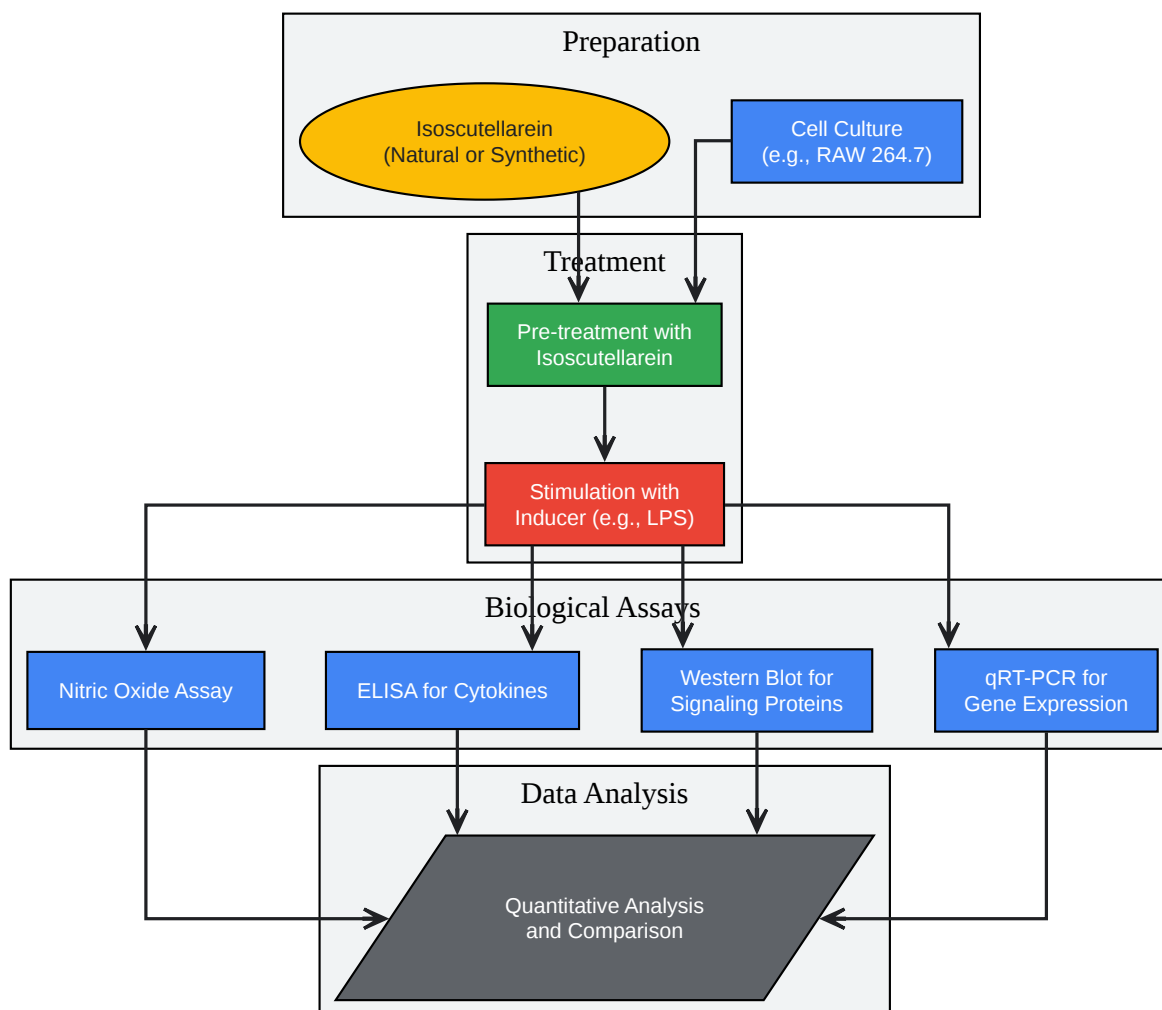 Preparation
Isoscutellarein
(Natural or Synthetic)
Cell Culture
(e.g., RAW 264.7)
Treatment
Pre-treatment with
Isoscutellarein
Stimulation with
Inducer (e.g., LPS)
Biological Assays
Nitric Oxide Assay
ELISA for Cytokines
Western Blot for
Signaling Proteins
qRT-PCR for
Gene Expression
Data Analysis
Quantitative Analysis
and Comparison